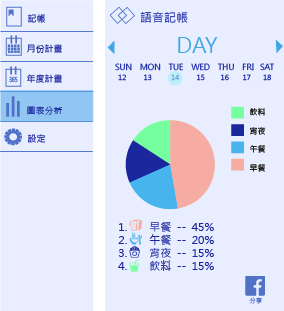 記帳
月份計畫
365
年度計畫
圖表分析
設定
語音記帳
DAY
SUN MON TUE WED THU FRI SAT
12 13 14 15 16 17 18
飲料
宵夜
午餐
早餐
1. 早餐 -- 45%
2. 午餐 -- 20%
3. 宵夜 -- 15%
4. 飲料 -- 15%
分享